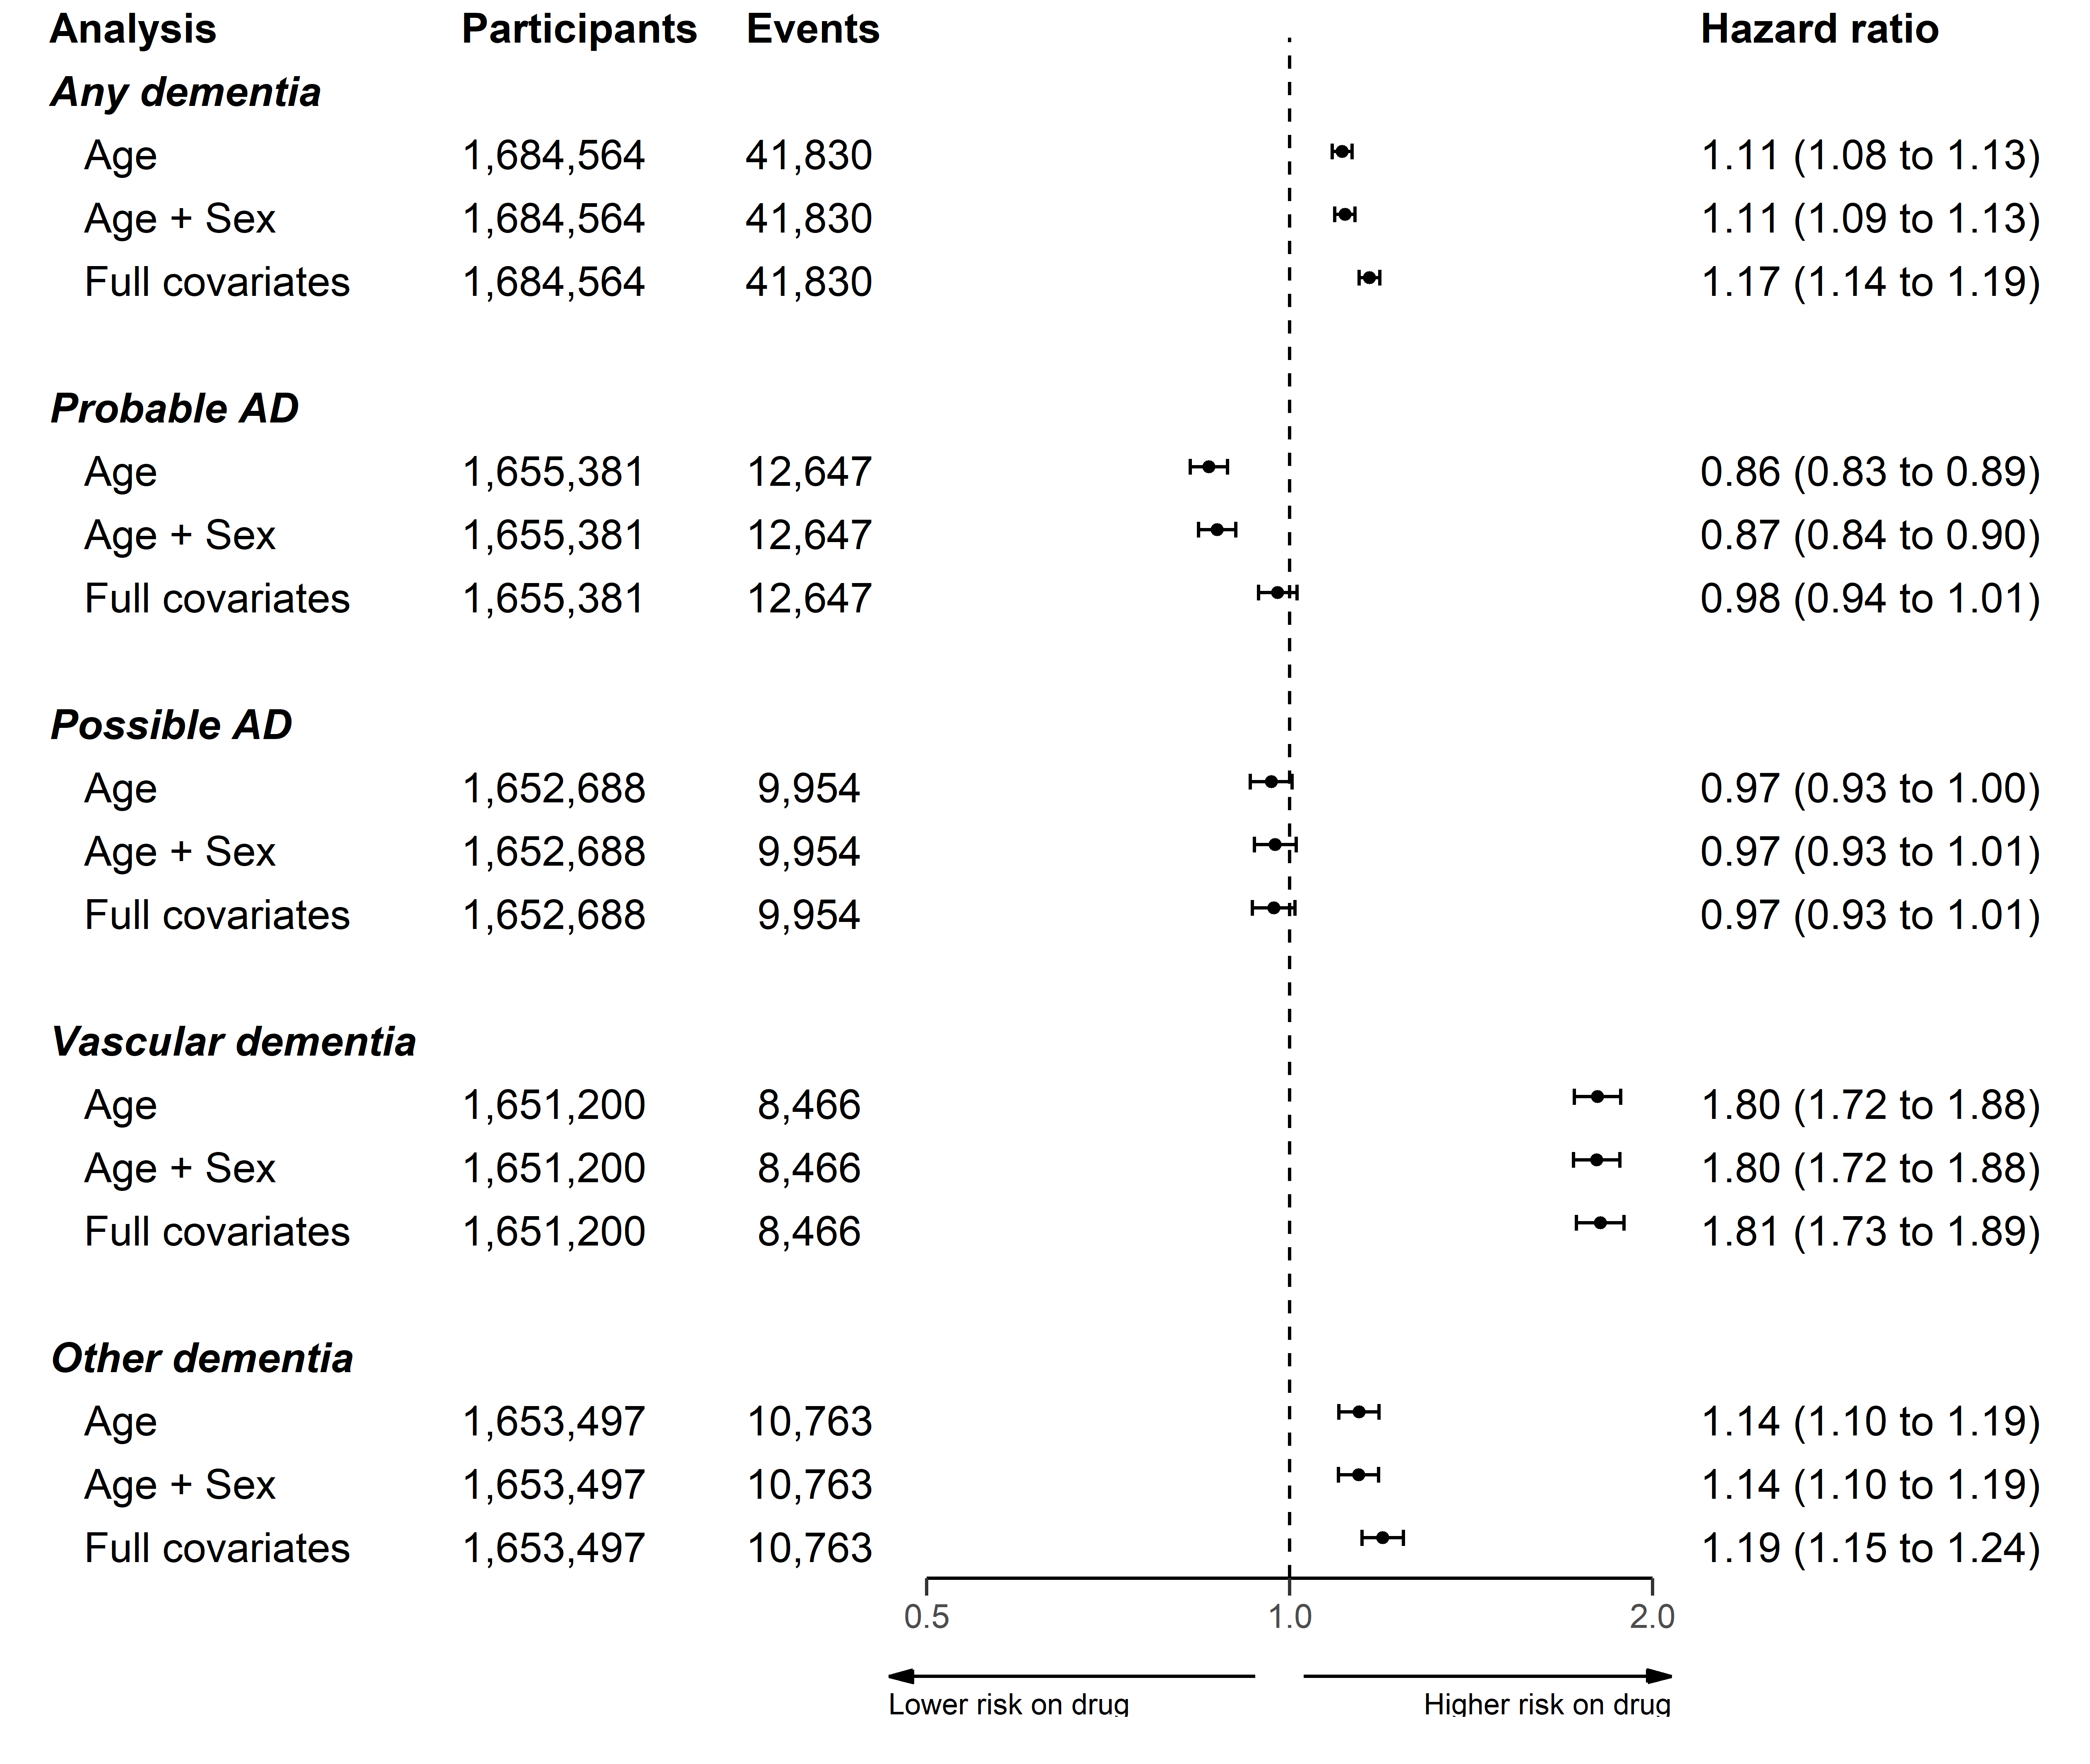 Analysis Participants Events Hazard ratio
Any dementia
Age 1,684,564 41,830 1.11 (1.08 to 1.13)
Age + Sex 1,684,564 41,830 1.11 (1.09 to 1.13)
Full covariates 1,684,564 41,830 1.17 (1.14 to 1.19)
Probable AD
Age 1,655,381 12,647 0.86 (0.83 to 0.89)
Age + Sex 1,655,381 12,647 0.87 (0.84 to 0.90)
Full covariates 1,655,381 12,647 0.98 (0.94 to 1.01)
Possible AD
Age 1,652,688 9,954 0.97 (0.93 to 1.00)
Age + Sex 1,652,688 9,954 0.97 (0.93 to 1.01)
Full covariates 1,652,688 9,954 0.97 (0.93 to 1.01)
Vascular dementia
Age 1,651,200 8,466 1.80 (1.72 to 1.88)
Age + Sex 1,651,200 8,466 1.80 (1.72 to 1.88)
Full covariates 1,651,200 8,466 1.81 (1.73 to 1.89)
Other dementia
Age 1,653,497 10,763 1.14 (1.10 to 1.19)
Age + Sex 1,653,497 10,763 1.14 (1.10 to 1.19)
Full covariates 1,653,497 10,763 1.19 (1.15 to 1.24)
0.5 1.0 2.0
Lower risk on drug Higher risk on drug